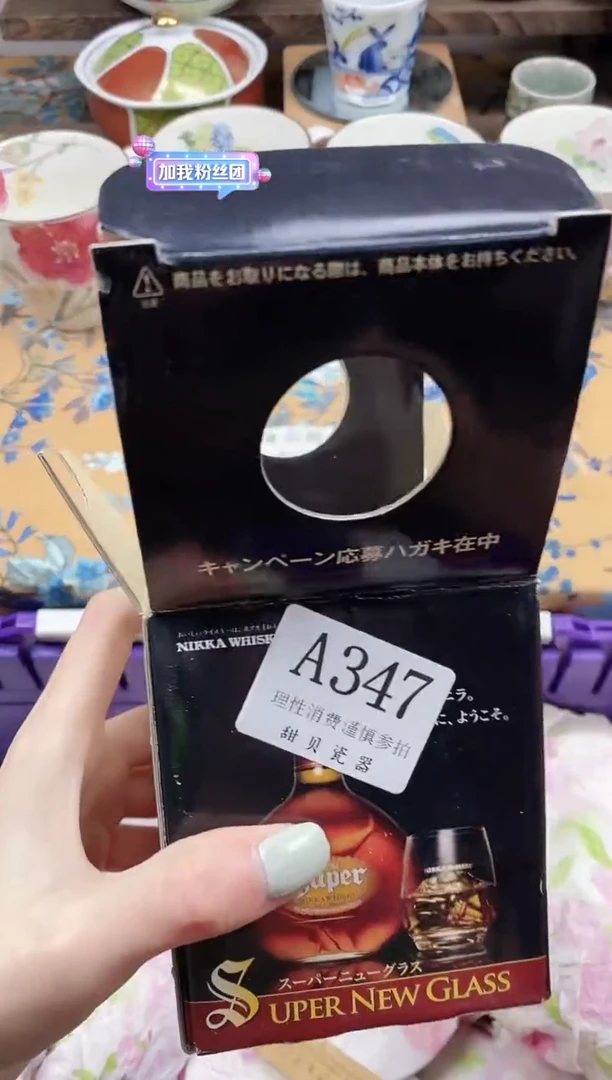 加我粉丝团
商品をお取りになる際は、商品本体をお持ちください。
キャンペーン応募ハガキ在中
NIKKA WHISK
A347
理性消费谨慎参拍
甜贝瓷器
ニラ。
に、ようこそ。
Super
スーパーニューグラス
SUPER NEW GLASS